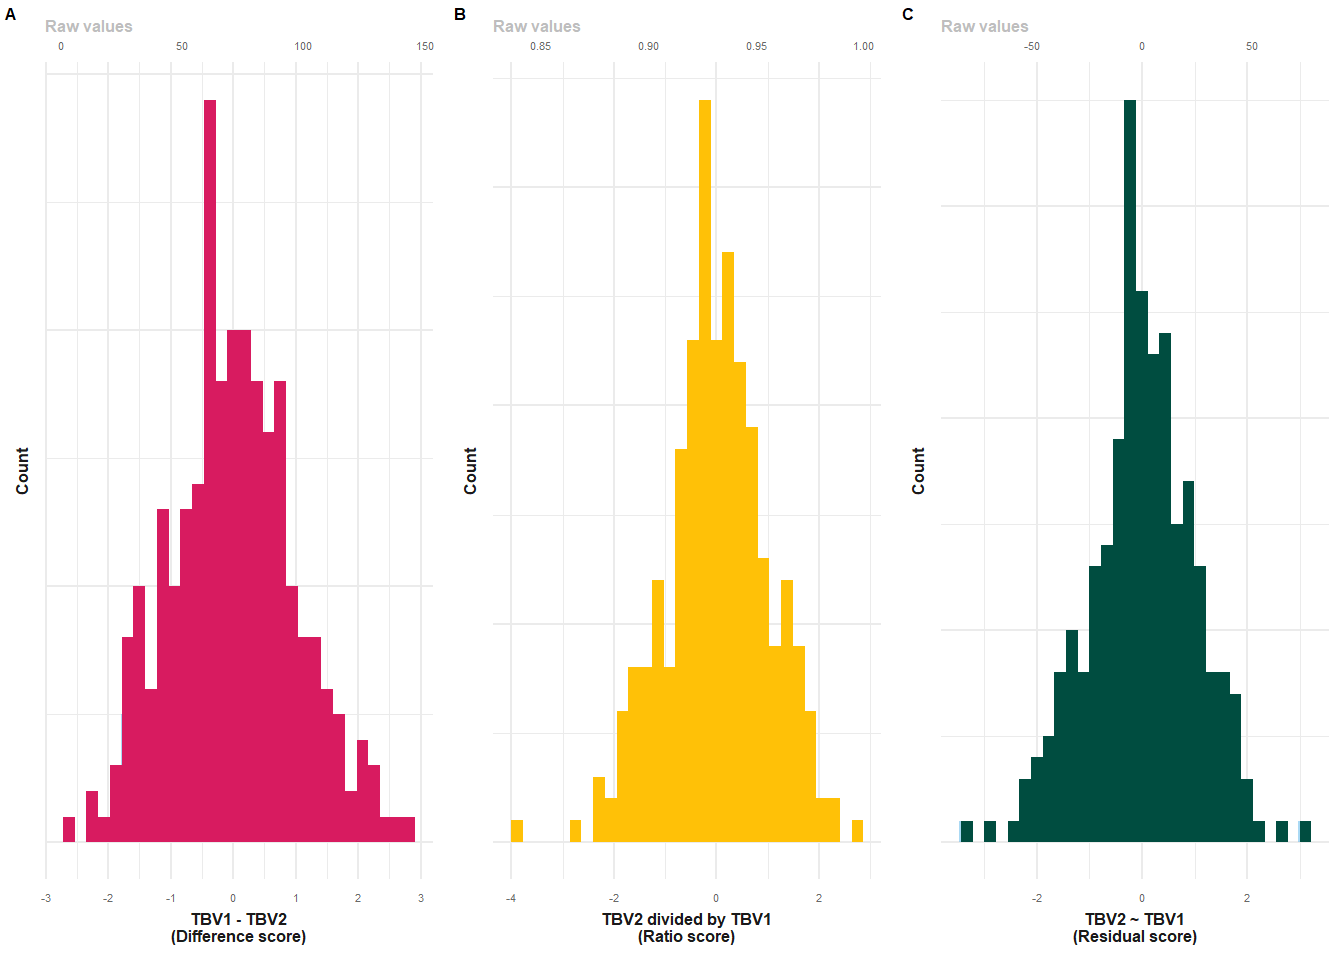 A
Raw values
0 50 100 150
Count
-3 -2 -1 0 1 2 3
TBV1 - TBV2
(Difference score)
B
Raw values
0.85 0.90 0.95 1.00
Count
-4 -2 0 2
TBV2 divided by TBV1
(Ratio score)
C
Raw values
-50 0 50
Count
-2 0 2
TBV2 ~ TBV1
(Residual score)